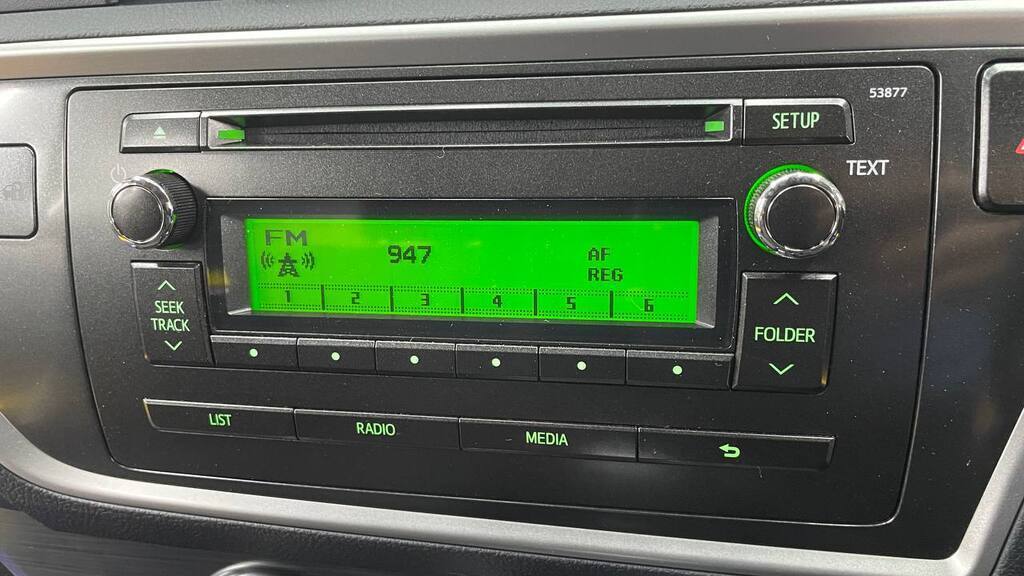 53877
SETUP
TEXT
FM
947
AF
REG
1 2 3 4 5 6
SEEK
TRACK
FOLDER
LIST
RADIO
MEDIA